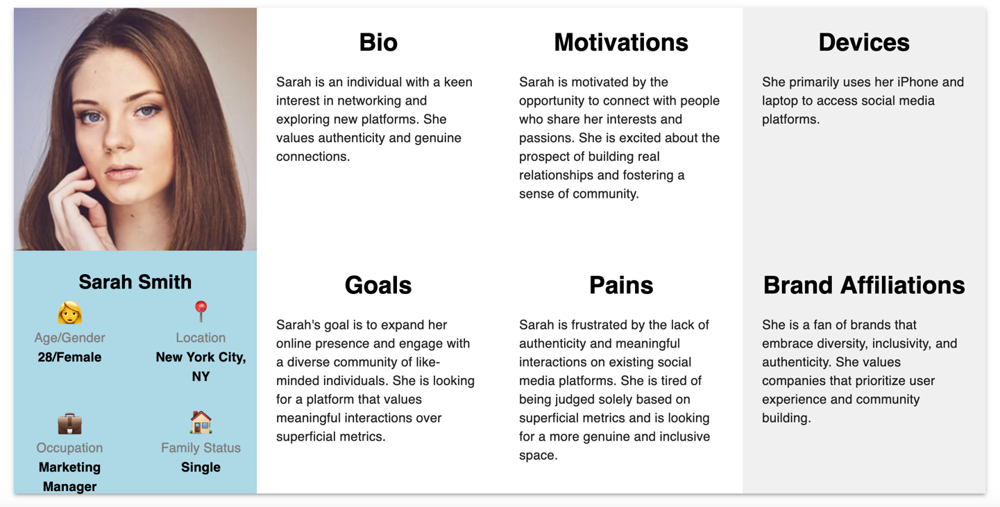 Bio
Sarah is an individual with a keen
interest in networking and
exploring new platforms. She
values authenticity and genuine
connections.
Motivations
Sarah is motivated by the
opportunity to connect with people
who share her interests and
passions. She is excited about the
prospect of building real
relationships and fostering a
sense of community.
Devices
She primarily uses her iPhone and
laptop to access social media
platforms.
Sarah Smith
Age/Gender
28/Female
Location
New York City,
NY
Occupation
Marketing
Manager
Family Status
Single
Goals
Sarah's goal is to expand her
online presence and engage with
a diverse community of like-
minded individuals. She is looking
for a platform that values
meaningful interactions over
superficial metrics.
Pains
Sarah is frustrated by the lack of
authenticity and meaningful
interactions on existing social
media platforms. She is tired of
being judged solely based on
superficial metrics and is looking
for a more genuine and inclusive
space.
Brand Affiliations
She is a fan of brands that
embrace diversity, inclusivity, and
authenticity. She values
companies that prioritize user
experience and community
building.